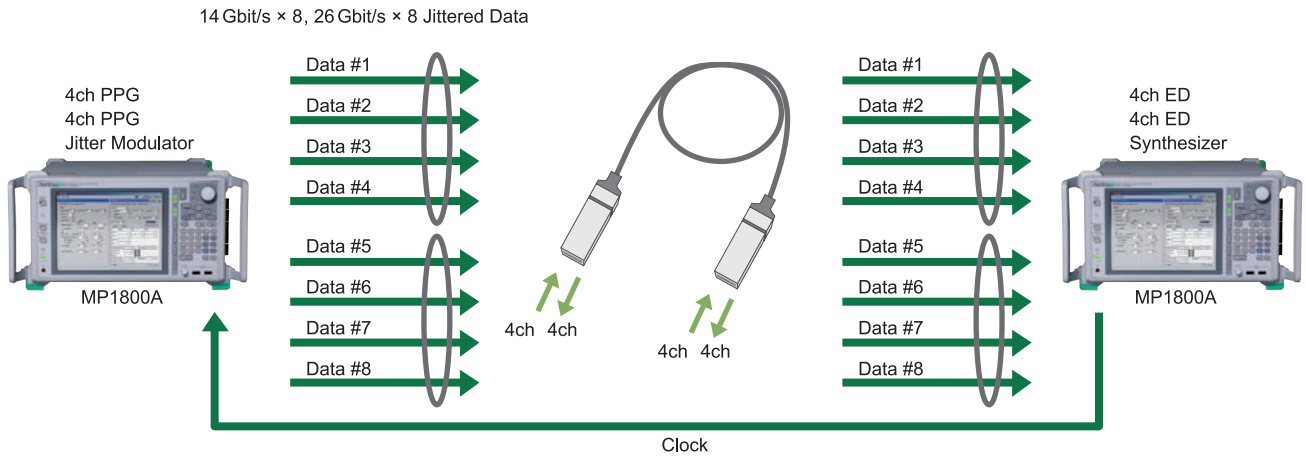 14 Gbit/s × 8, 26 Gbit/s × 8 Jittered Data
4ch PPG
4ch PPG
Jitter Modulator
MP1800A
Data #1
Data #2
Data #3
Data #4
Data #5
Data #6
Data #7
Data #8
4ch 4ch
4ch 4ch
Data #1
Data #2
Data #3
Data #4
Data #5
Data #6
Data #7
Data #8
4ch ED
4ch ED
Synthesizer
MP1800A
Clock